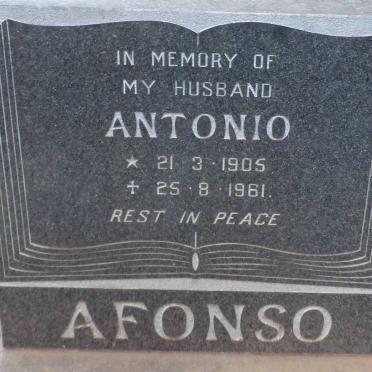 IN MEMORY OF
MY HUSBAND
ANTONIO
★ 21·3·1905
✝ 25·8·1961.
REST IN PEACE
AFONSO